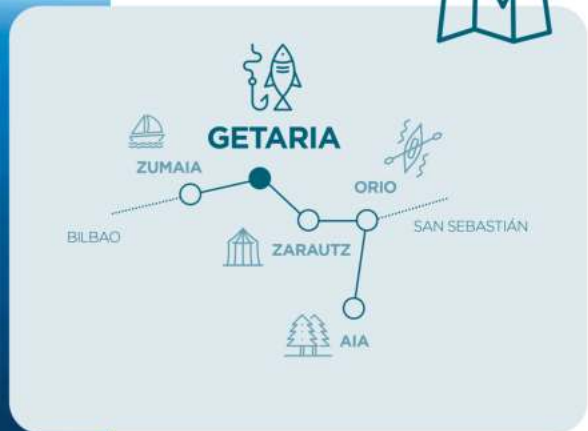 GETARIA
ZUMAIA
ORIO
BILBAO
SAN SEBASTIÁN
ZARAUTZ
AIA